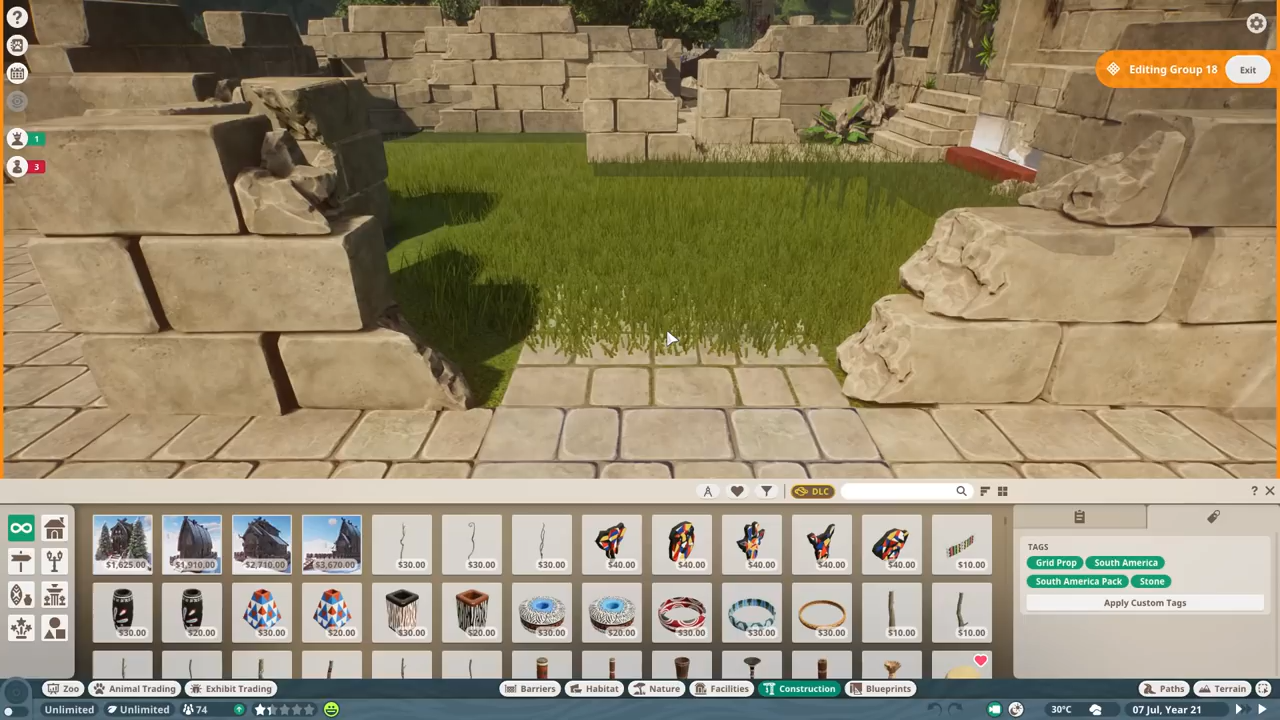 ?
Editing Group 18 Exit
1
3
DLC
? ×
$1,625.00 $1,910.00 $2,710.00 $3,670.00 $30.00 $30.00 $30.00 $40.00 $40.00 $40.00 $40.00 $40.00 $10.00
$30.00 $20.00 $30.00 $20.00 $30.00 $20.00 $30.00 $20.00 $30.00 $30.00 $30.00 $10.00 $10.00
TAGS
Grid Prop South America
South America Pack Stone
Apply Custom Tags
Zoo Animal Trading Exhibit Trading Barriers Habitat Nature Facilities Construction Blueprints Paths Terrain
Unlimited Unlimited 74 30°C 07 Jul, Year 21